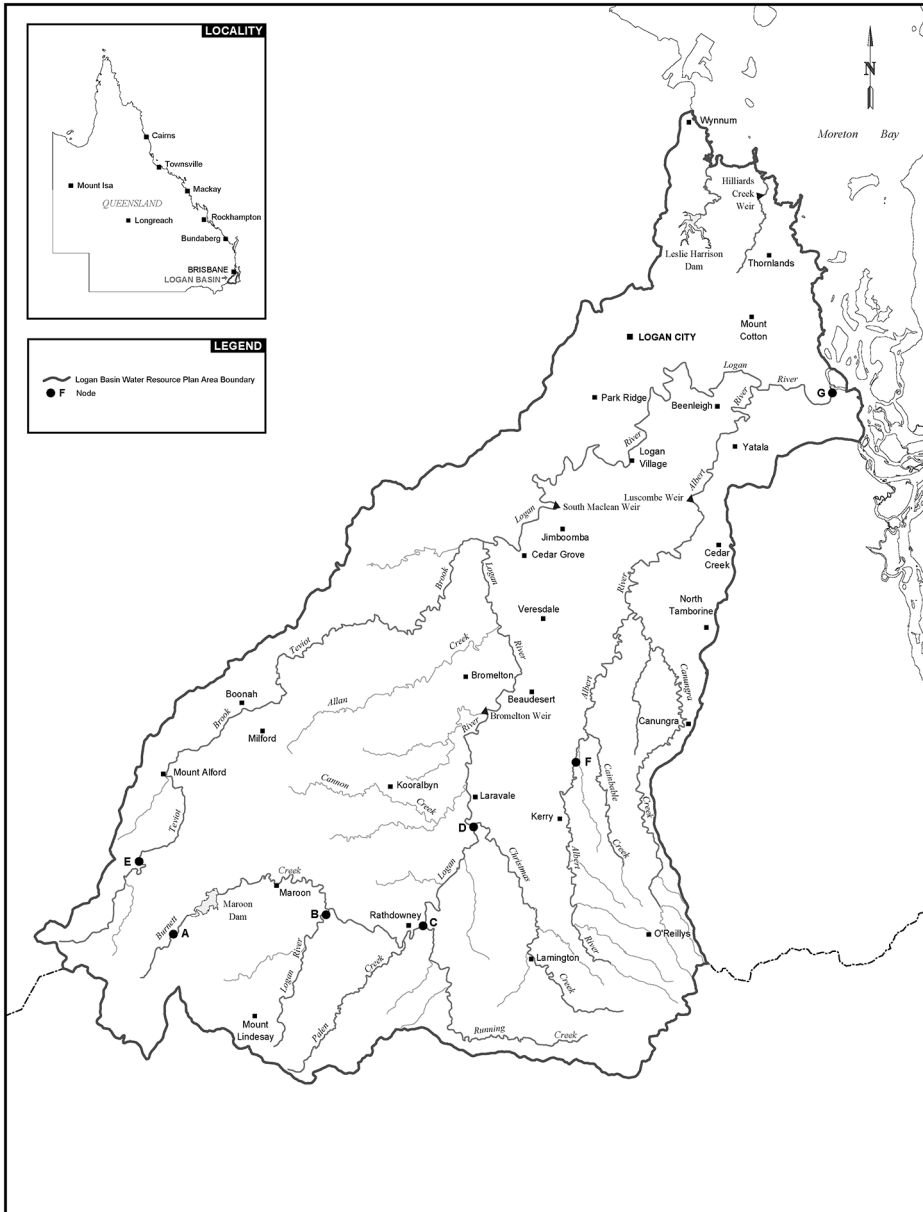 LOCALITY
Cairns
Townsville
Mount Isa
Mackay
QUEENSLAND
Longreach
Rockhampton
Bundaberg
BRISBANE
LOGAN BASIN
LEGEND
Logan Basin Water Resource Plan Area Boundary
F Node
N
Moreton Bay
Wynnum
Hilliards
Creek
Weir
Leslie Harrison
Dam
Thornlands
Mount
Cotton
LOGAN CITY
Logan
River
G
Park Ridge
Beenleigh
River
River
Logan
Village
Yatala
Albert
Luscombe Weir
Logan
South Maclean Weir
Jimboomba
Cedar Grove
Cedar
Creek
Brook
Logan
River
North
Tamborine
Veresdale
Teviot
Creek
River
Bromelton
Allan
Albert
Canungra
Boonah
Beaudesert
Brook
River
Bromelton Weir
Canungra
Milford
F
Mount Alford
Cannon
Kooralbyn
Cainbable
Laravale
Creek
Creek
Teviot
Kerry
D
Creek
E
Logan
Christmas
Albert
Creek
Maroon
Maroon
Dam
B
Rathdowney
C
Burnett
A
River
O'Reillys
River
Logan
Creek
Lamington
Creek
Mount
Lindesay
Palen
Running
Creek